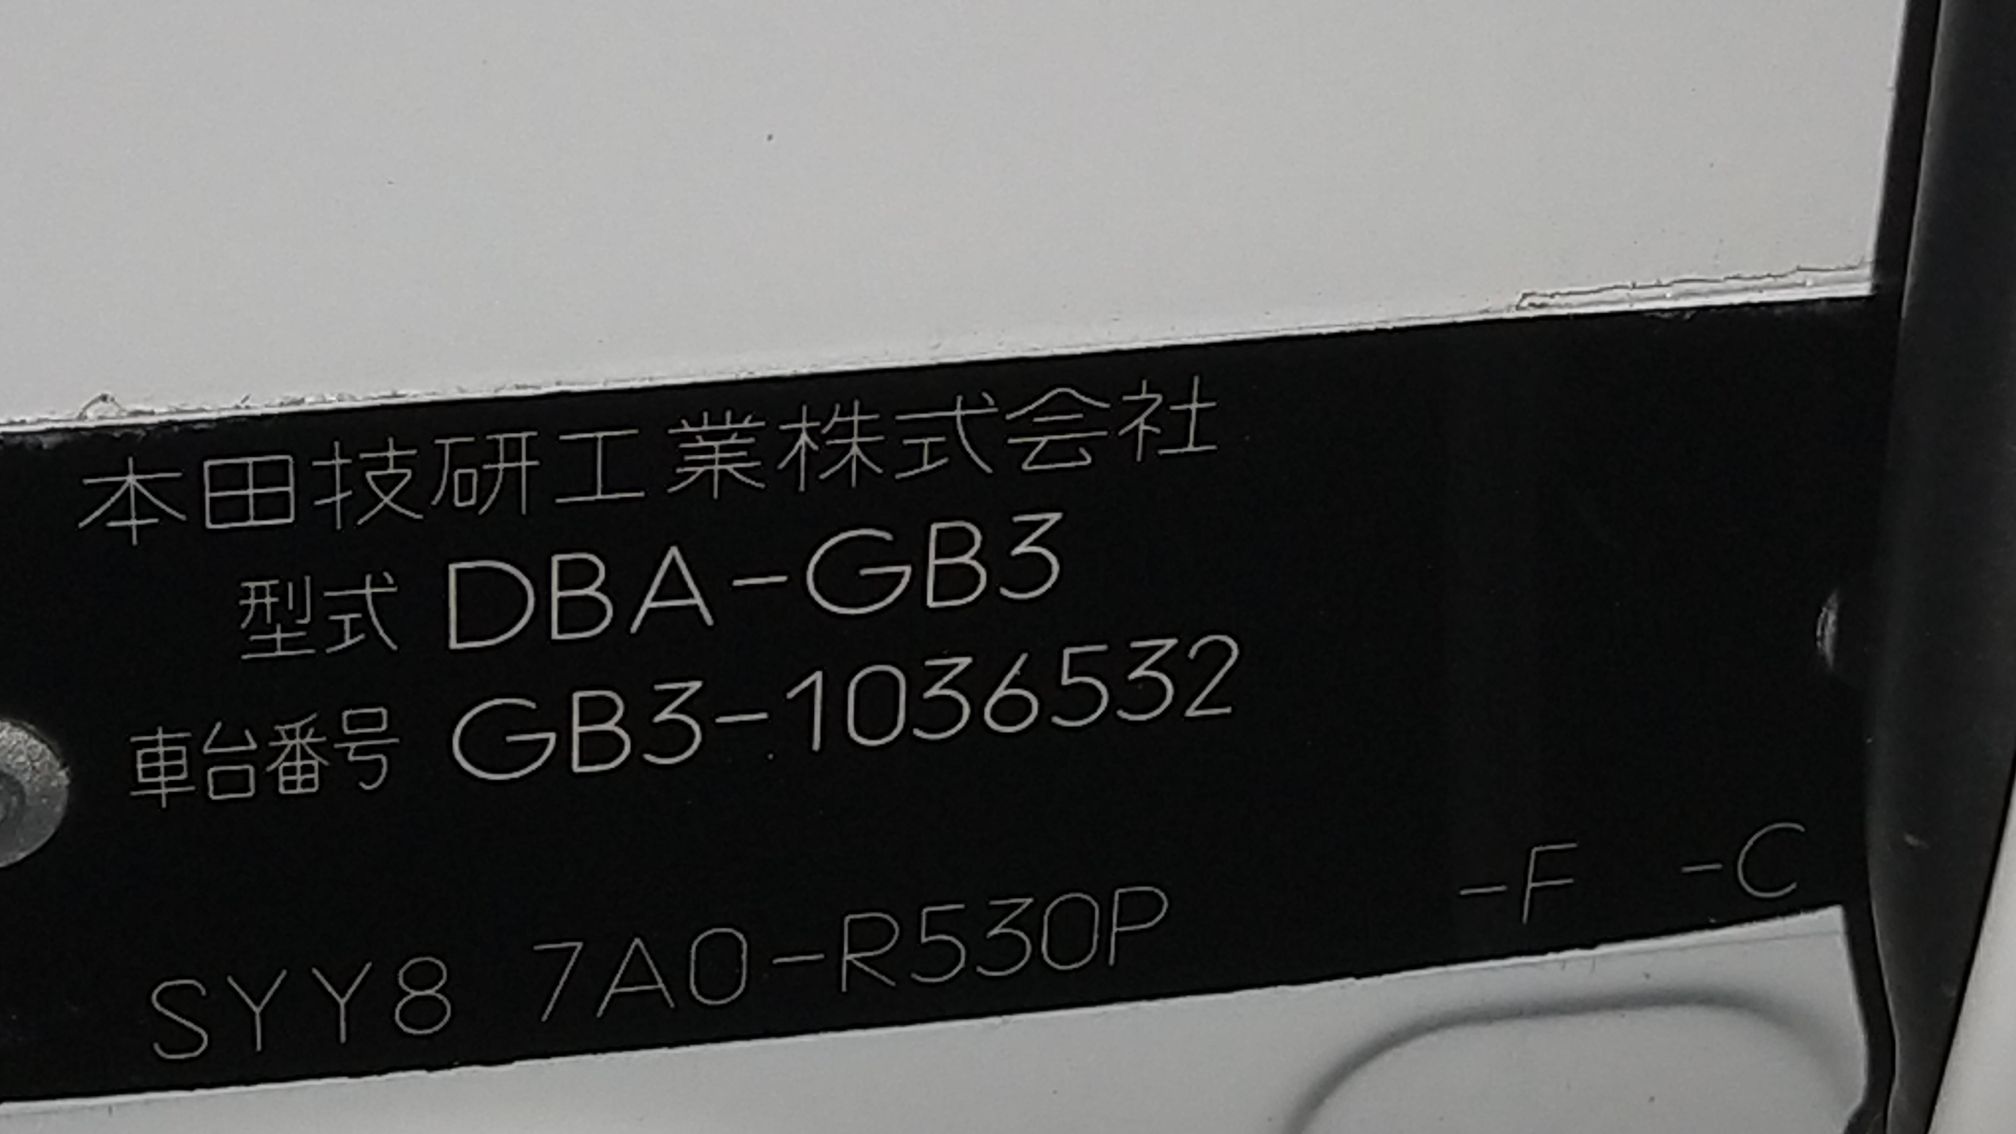 本田技研工業株式会社
型式 DBA-GB3
車台番号 GB3-1036532
SYY8 7A0-R530P -F -C